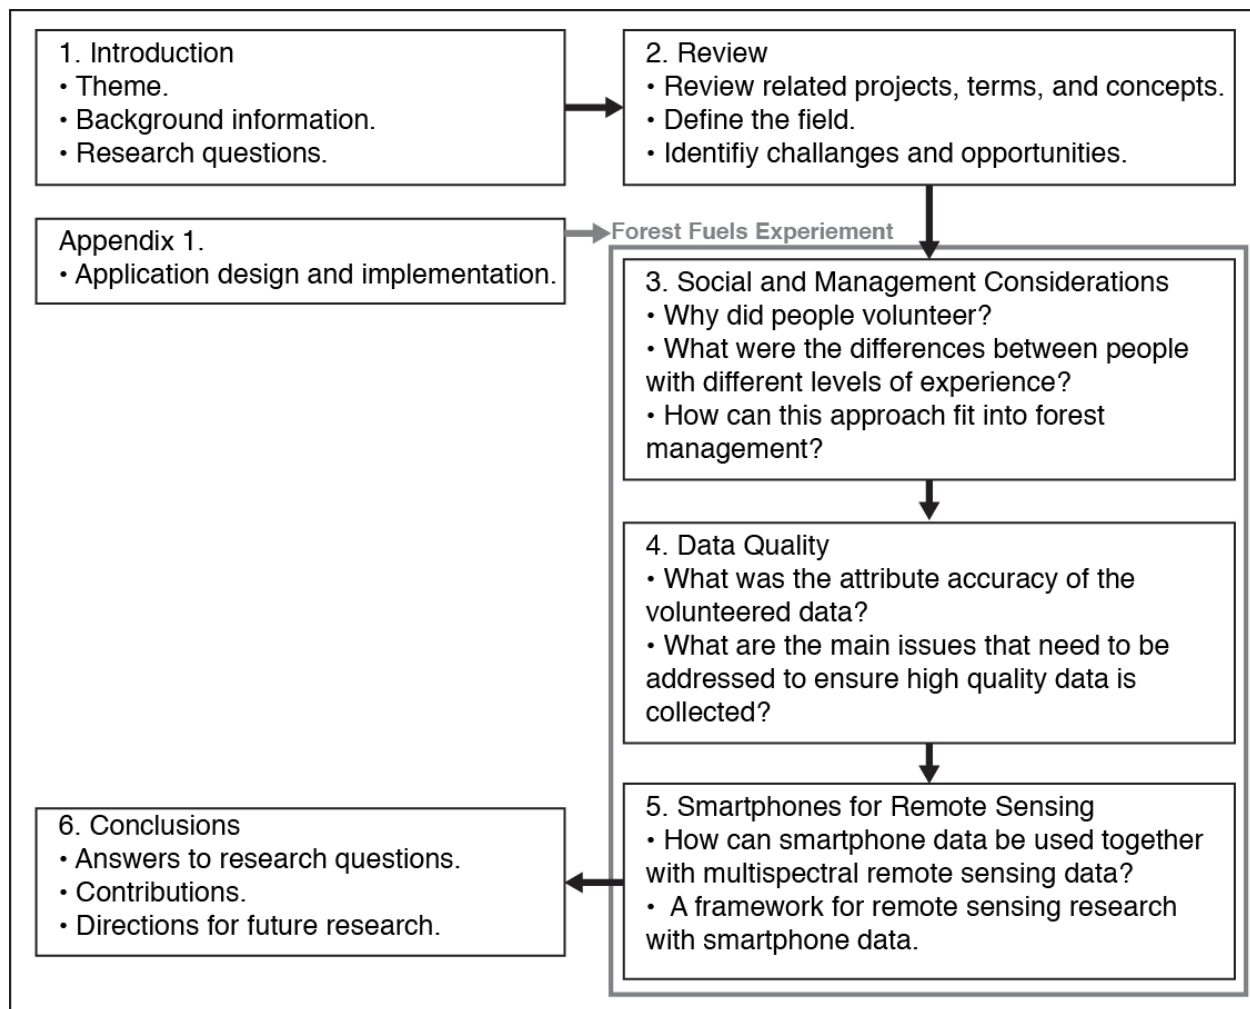 1. Introduction
• Theme.
• Background information.
• Research questions.
2. Review
• Review related projects, terms, and concepts.
• Define the field.
• Identifiy challanges and opportunities.
Appendix 1.
• Application design and implementation.
Forest Fuels Experiement
3. Social and Management Considerations
• Why did people volunteer?
• What were the differences between people
with different levels of experience?
• How can this approach fit into forest
management?
4. Data Quality
• What was the attribute accuracy of the
volunteered data?
• What are the main issues that need to be
addressed to ensure high quality data is
collected?
5. Smartphones for Remote Sensing
• How can smartphone data be used together
with multispectral remote sensing data?
• A framework for remote sensing research
with smartphone data.
6. Conclusions
• Answers to research questions.
• Contributions.
• Directions for future research.